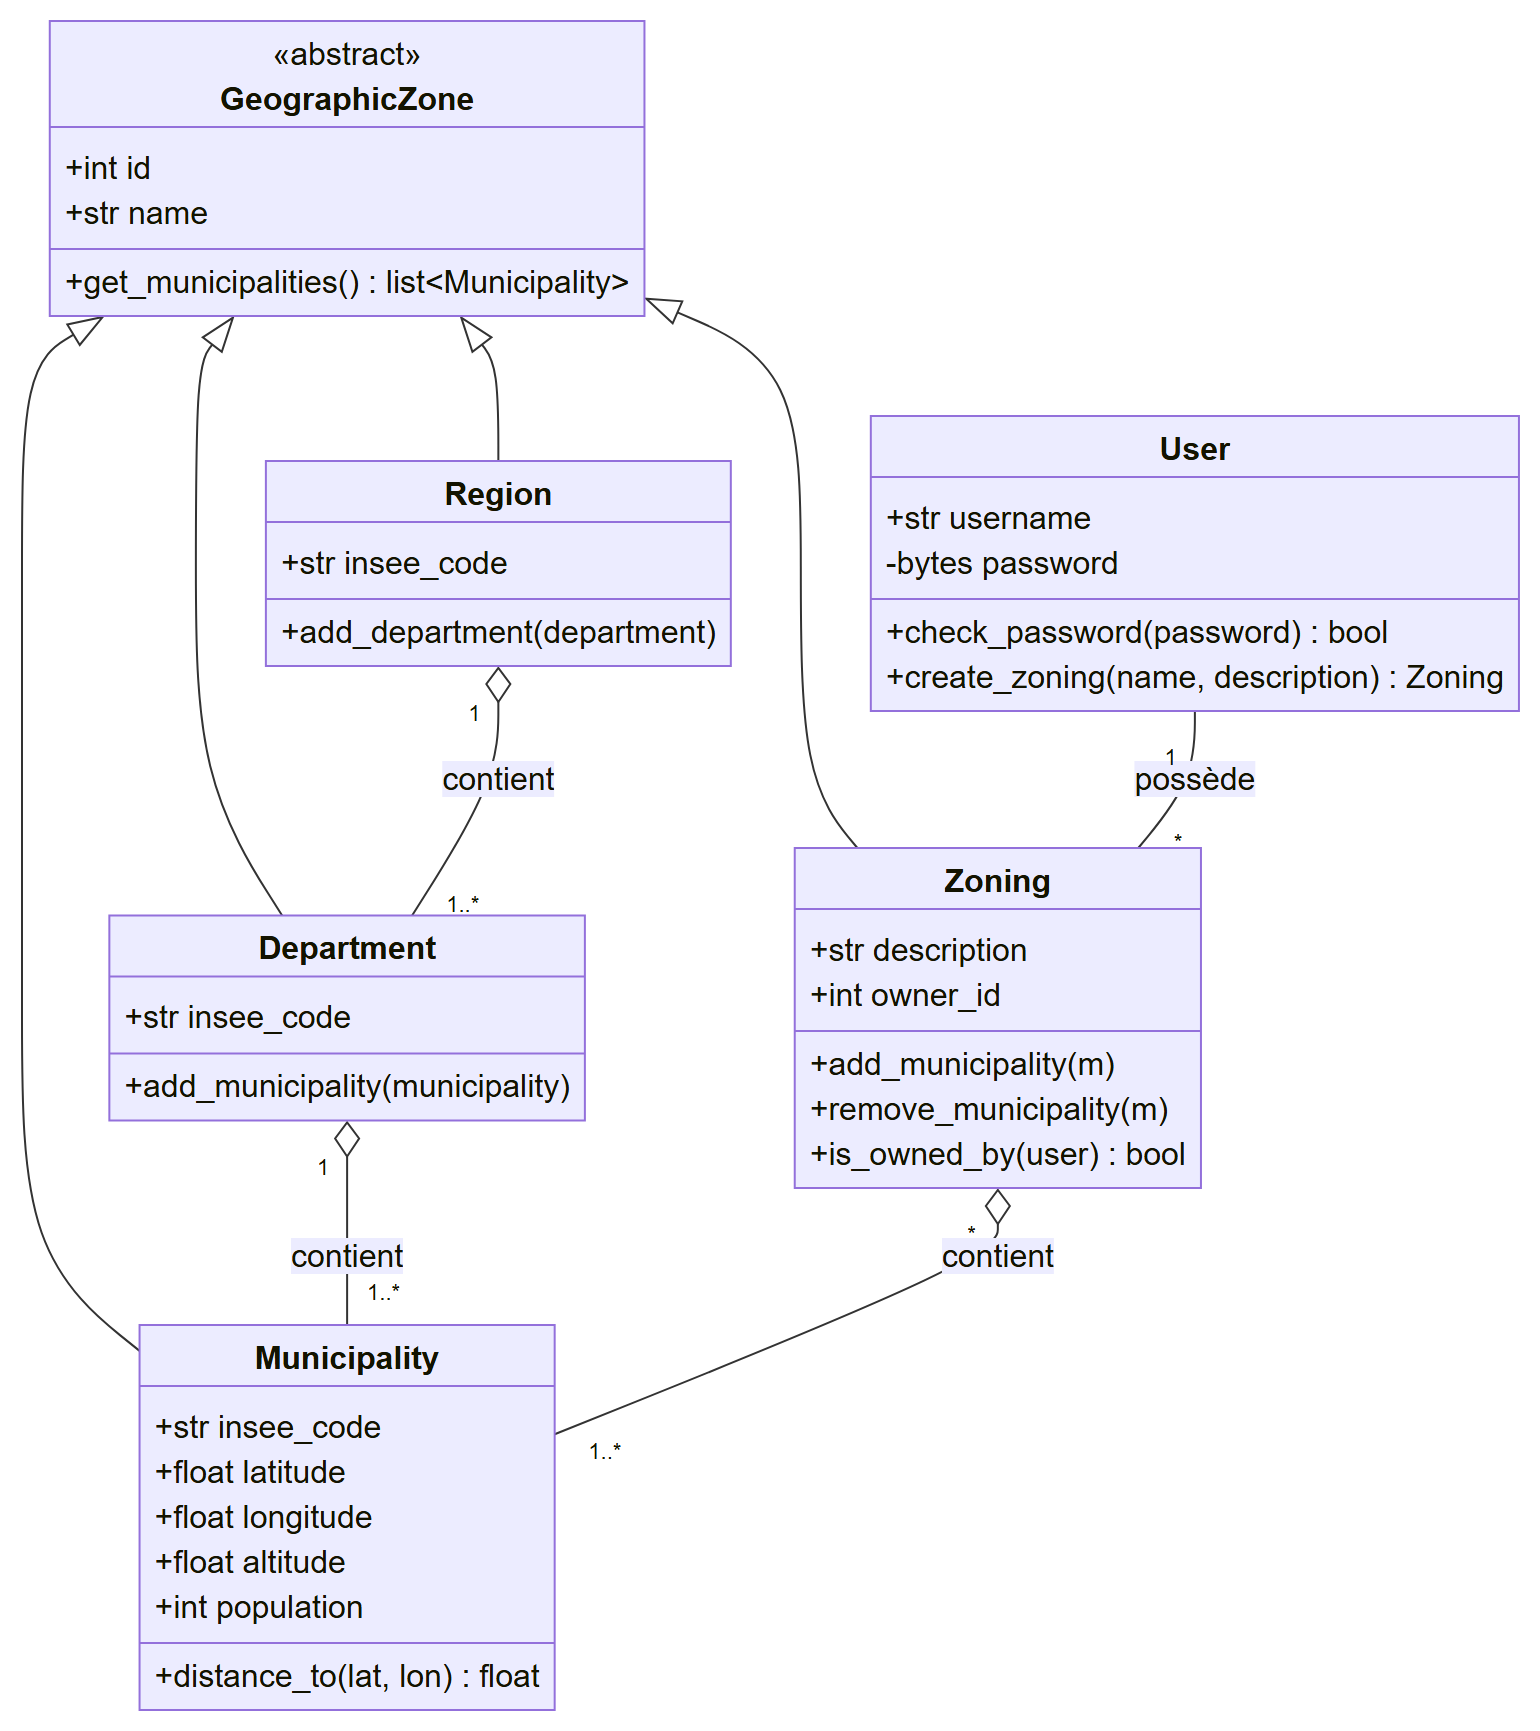 «abstract»
GeographicZone
+int id
+str name
+get_municipalities() : list<Municipality>
Region
+str insee_code
+add_department(department)
User
+str username
-bytes password
+check_password(password) : bool
+create_zoning(name, description) : Zoning
1
contient
1..*
1
possède
*
Department
+str insee_code
+add_municipality(municipality)
Zoning
+str description
+int owner_id
+add_municipality(m)
+remove_municipality(m)
+is_owned_by(user) : bool
1
contient
1..*
*
contient
1..*
Municipality
+str insee_code
+float latitude
+float longitude
+float altitude
+int population
+distance_to(lat, lon) : float